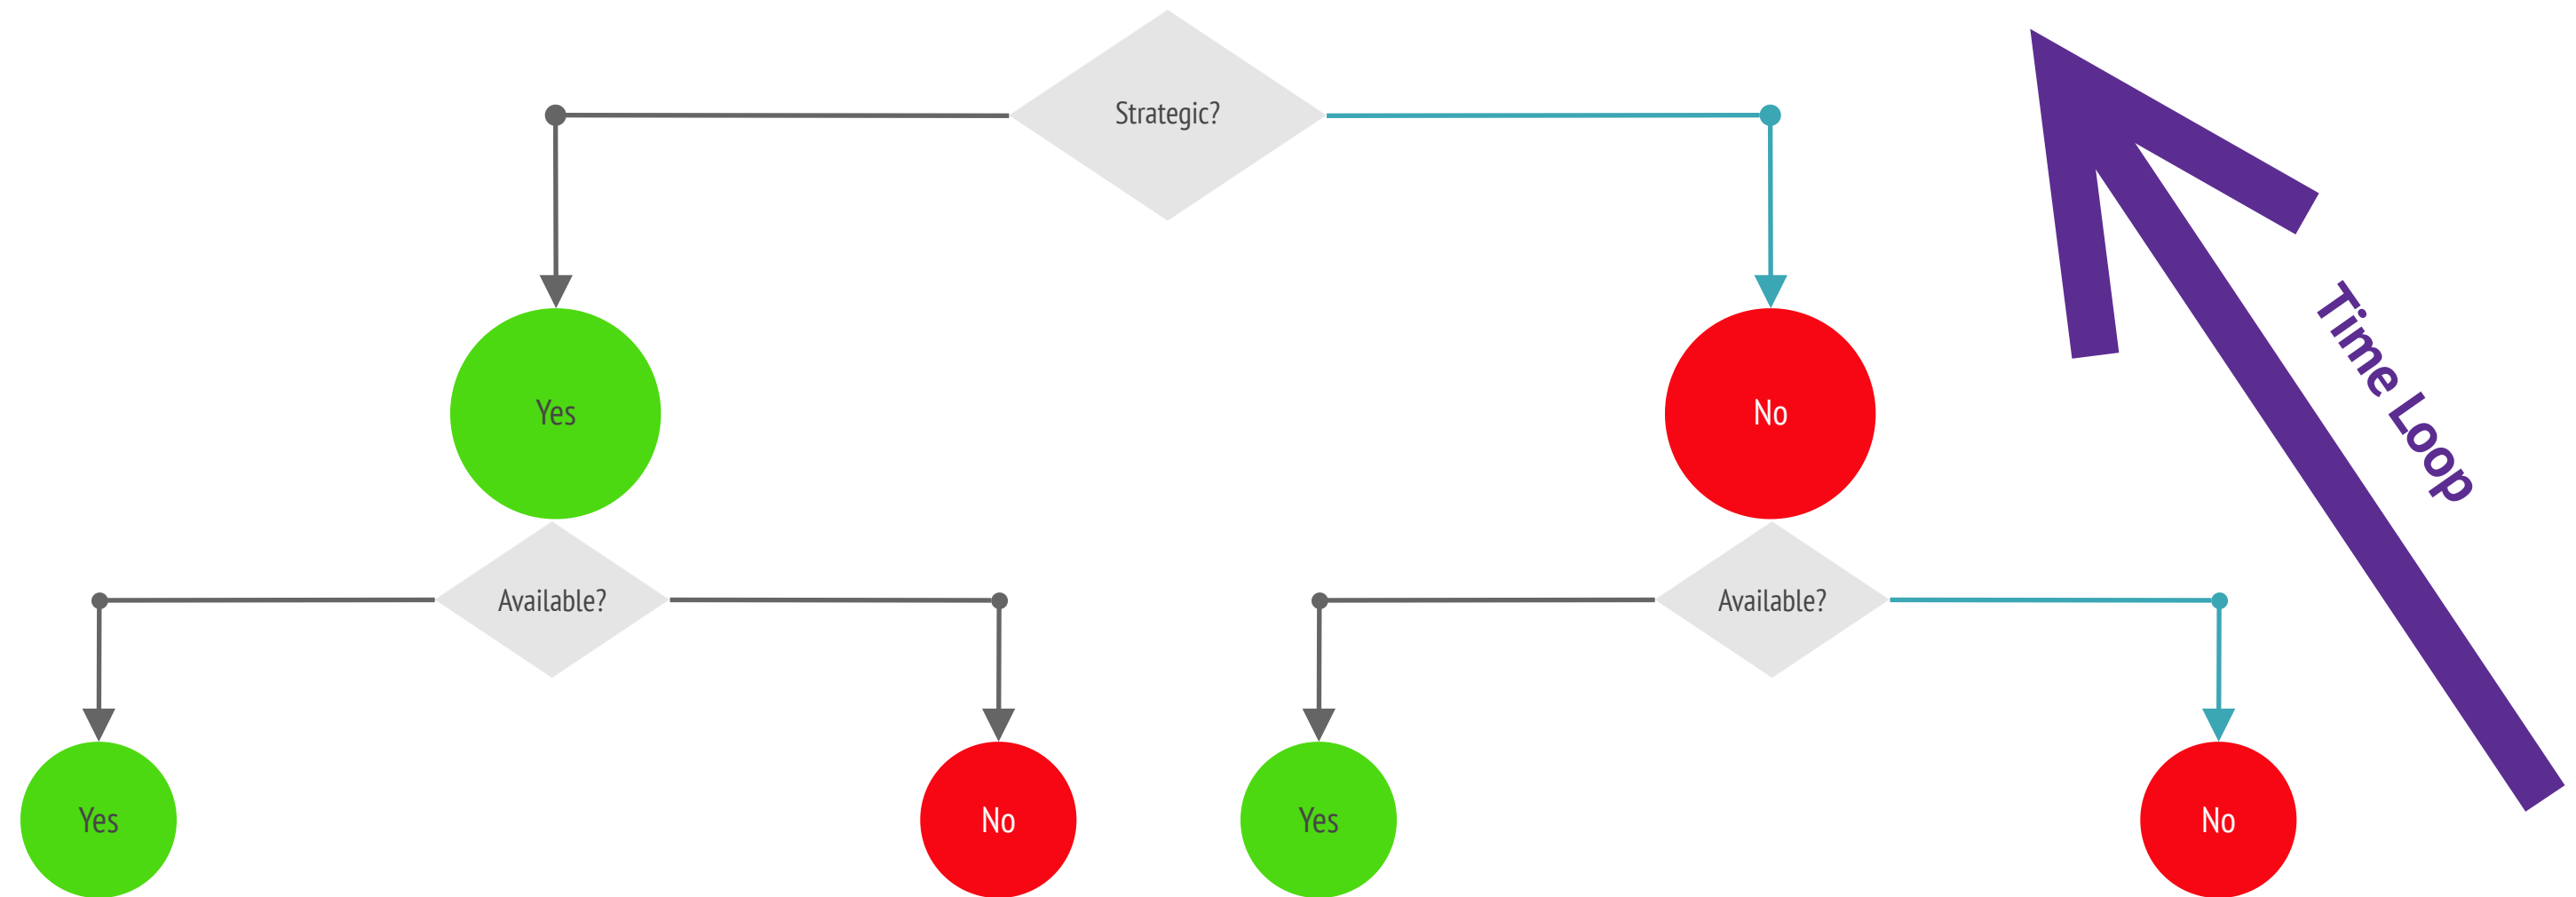 Strategic?
Yes
No
Time Loop
Available?
Available?
Yes
No
Yes
No